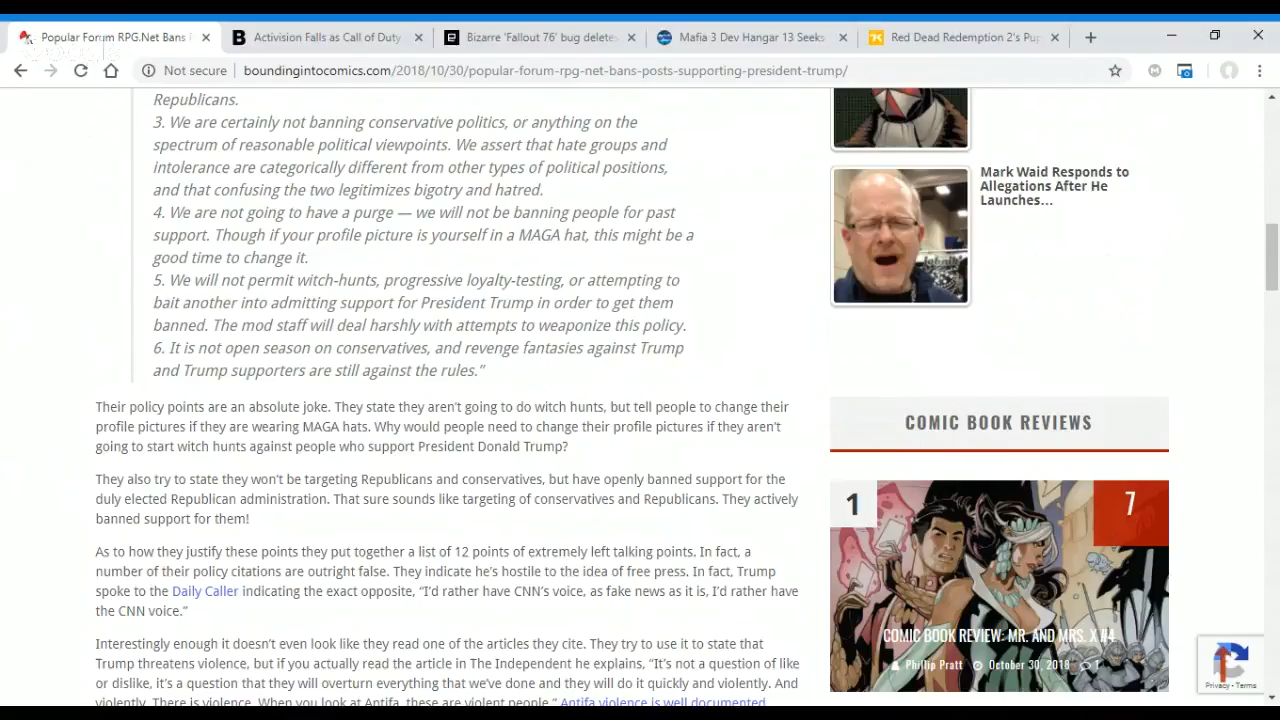 Popular Forum RPG.Net Bans
Activision Falls as Call of Duty
Bizarre 'Fallout 76' bug deletes
Mafia 3 Dev Hangar 13 Seeks
Red Dead Redemption 2's Pup
Not secure
boundingintocomics.com/2018/10/30/popular-forum-rpg-net-bans-posts-supporting-president-trump/
Republicans.
3. We are certainly not banning conservative politics, or anything on the
spectrum of reasonable political viewpoints. We assert that hate groups and
intolerance are categorically different from other types of political positions,
and that confusing the two legitimizes bigotry and hatred.
4. We are not going to have a purge — we will not be banning people for past
support. Though if your profile picture is yourself in a MAGA hat, this might be a
good time to change it.
5. We will not permit witch-hunts, progressive loyalty-testing, or attempting to
bait another into admitting support for President Trump in order to get them
banned. The mod staff will deal harshly with attempts to weaponize this policy.
6. It is not open season on conservatives, and revenge fantasies against Trump
and Trump supporters are still against the rules.”
Their policy points are an absolute joke. They state they aren't going to do witch hunts, but tell people to change their
profile pictures if they are wearing MAGA hats. Why would people need to change their profile pictures if they aren't
going to start witch hunts against people who support President Donald Trump?
They also try to state they won't be targeting Republicans and conservatives, but have openly banned support for the
duly elected Republican administration. That sure sounds like targeting of conservatives and Republicans. They actively
banned support for them!
As to how they justify these points they put together a list of 12 points of extremely left talking points. In fact, a
number of their policy citations are outright false. They indicate he's hostile to the idea of free press. In fact, Trump
spoke to the Daily Caller indicating the exact opposite, “I'd rather have CNN's voice, as fake news as it is, I'd rather have
the CNN voice.”
Interestingly enough it doesn't even look like they read one of the articles they cite. They try to use it to state that
Trump threatens violence, but if you actually read the article in The Independent he explains, “It's not a question of like
or dislike, it's a question that they will overturn everything that we've done and they will do it quickly and violently. And
violently. There is violence. When you look at Antifa, these are violent people.” Antifa violence is well documented
Mark Waid Responds to
Allegations After He
Launches...
COMIC BOOK REVIEWS
1
7
COMIC BOOK REVIEW: MR. AND MRS. X #4
Phillip Pratt
October 30, 2018
1
Privacy - Terms